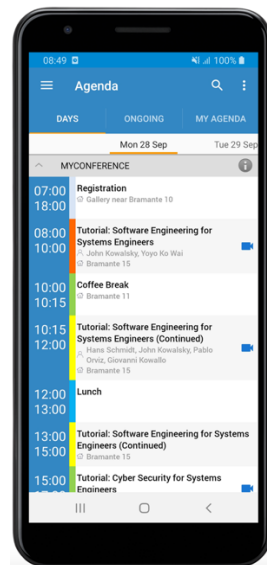 08:49 100%
Agenda
DAYS ONGOING MY AGENDA
Mon 28 Sep Tue 29 Sep
MYCONFERENCE
07:00 Registration
18:00 Gallery near Bramante 10
08:00 Tutorial: Software Engineering for
10:00 Systems Engineers
John Kowalsky, Yoyo Ko Wai
Bramante 15
10:00 Coffee Break
10:15 Bramante 11
10:15 Tutorial: Software Engineering for
12:00 Systems Engineers (Continued)
Hans Schmidt, John Kowalsky, Pablo
Orviz, Giovanni Kowallo
Bramante 15
12:00 Lunch
13:00
13:00 Tutorial: Software Engineering for Systems
15:00 Engineers (Continued)
Bramante 15
15:00 Tutorial: Cyber Security for Systems
Engineers